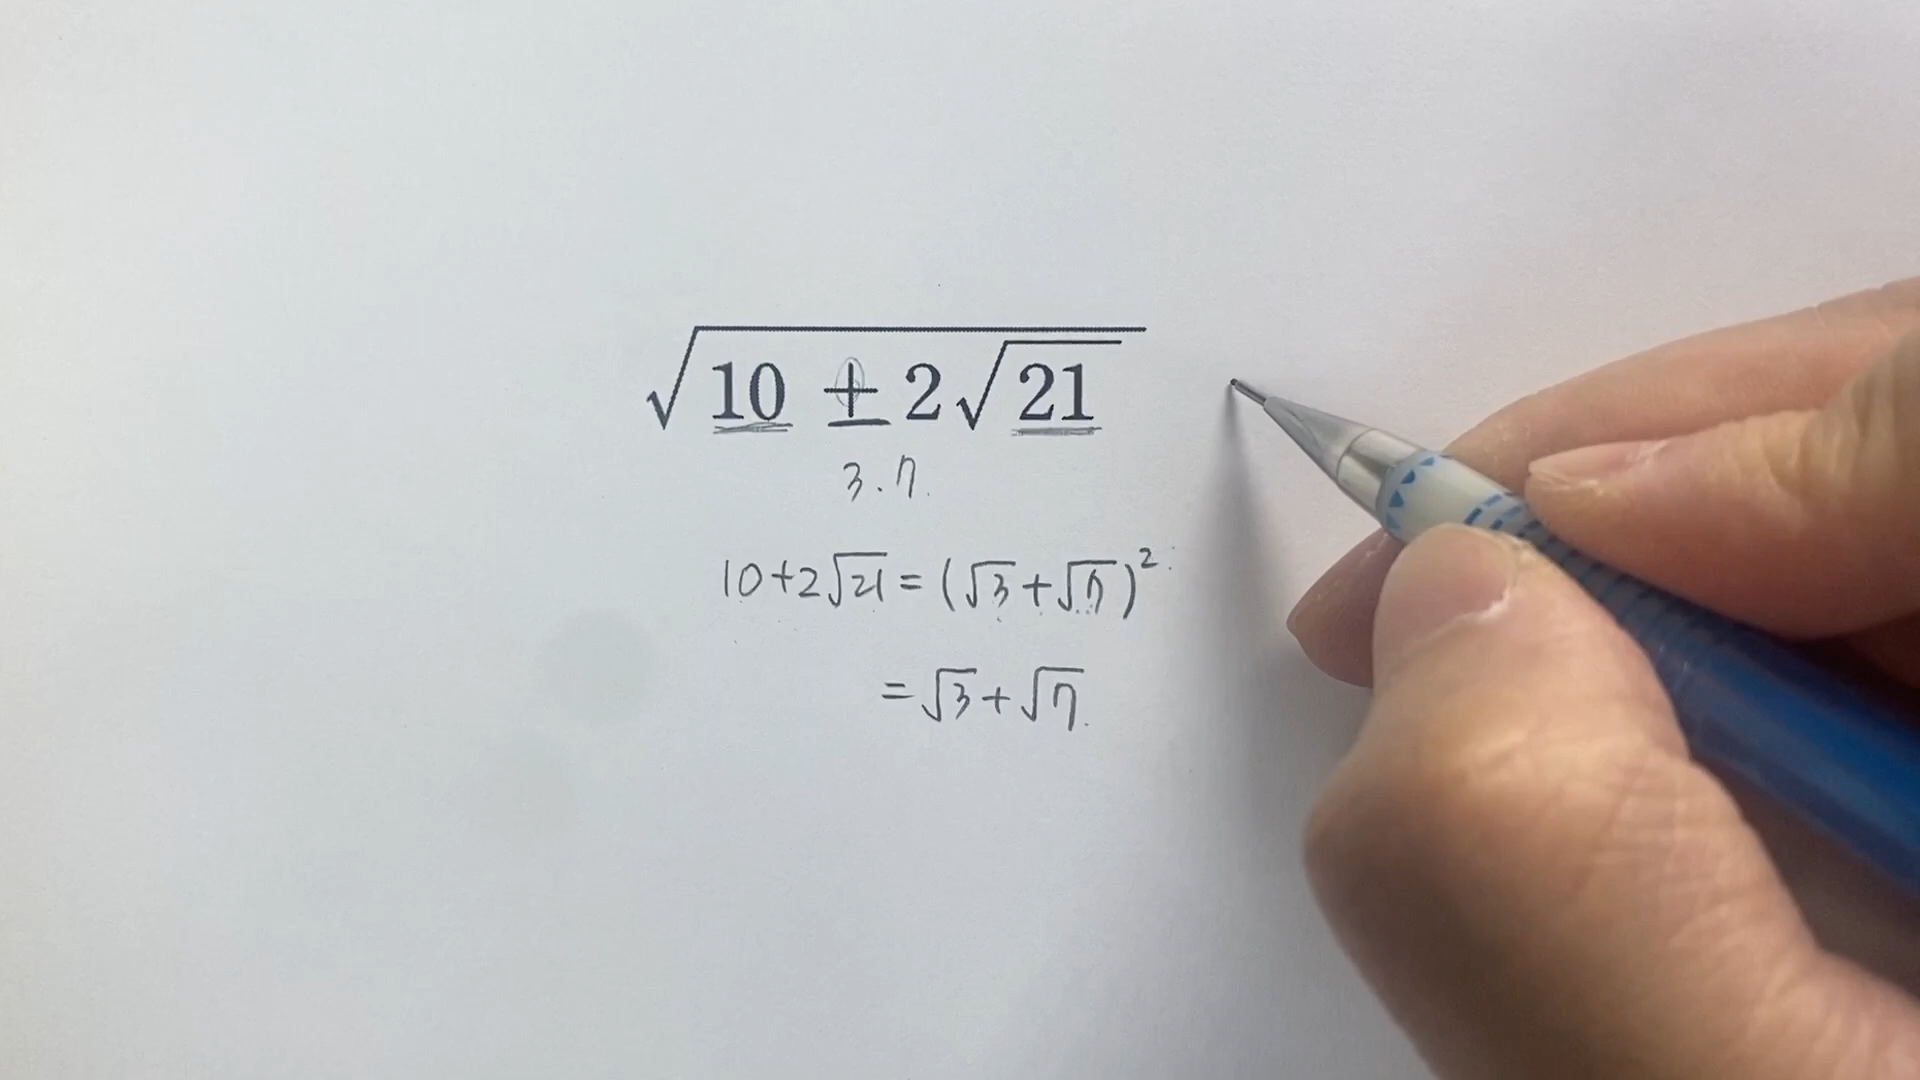 √(10 ± 2√21)
3.7.
10+2√21=(√3+√7)²
=√3+√7.